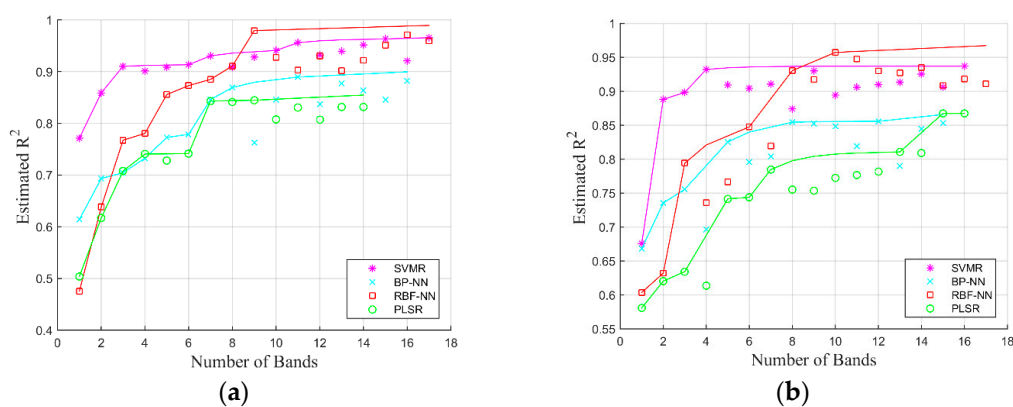 1
0.9
0.8
0.7
0.6
0.5
0.4
Estimated R²
0 2 4 6 8 10 12 14 16 18
Number of Bands
SVMR
BP-NN
RBF-NN
PLSR
(a)
1
0.95
0.9
0.85
0.8
0.75
0.7
0.65
0.6
0.55
Estimated R²
0 2 4 6 8 10 12 14 16 18
Number of Bands
SVMR
BP-NN
RBF-NN
PLSR
(b)